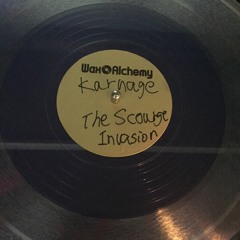 Wax Alchemy
Karnage
The Scourge
Invasion